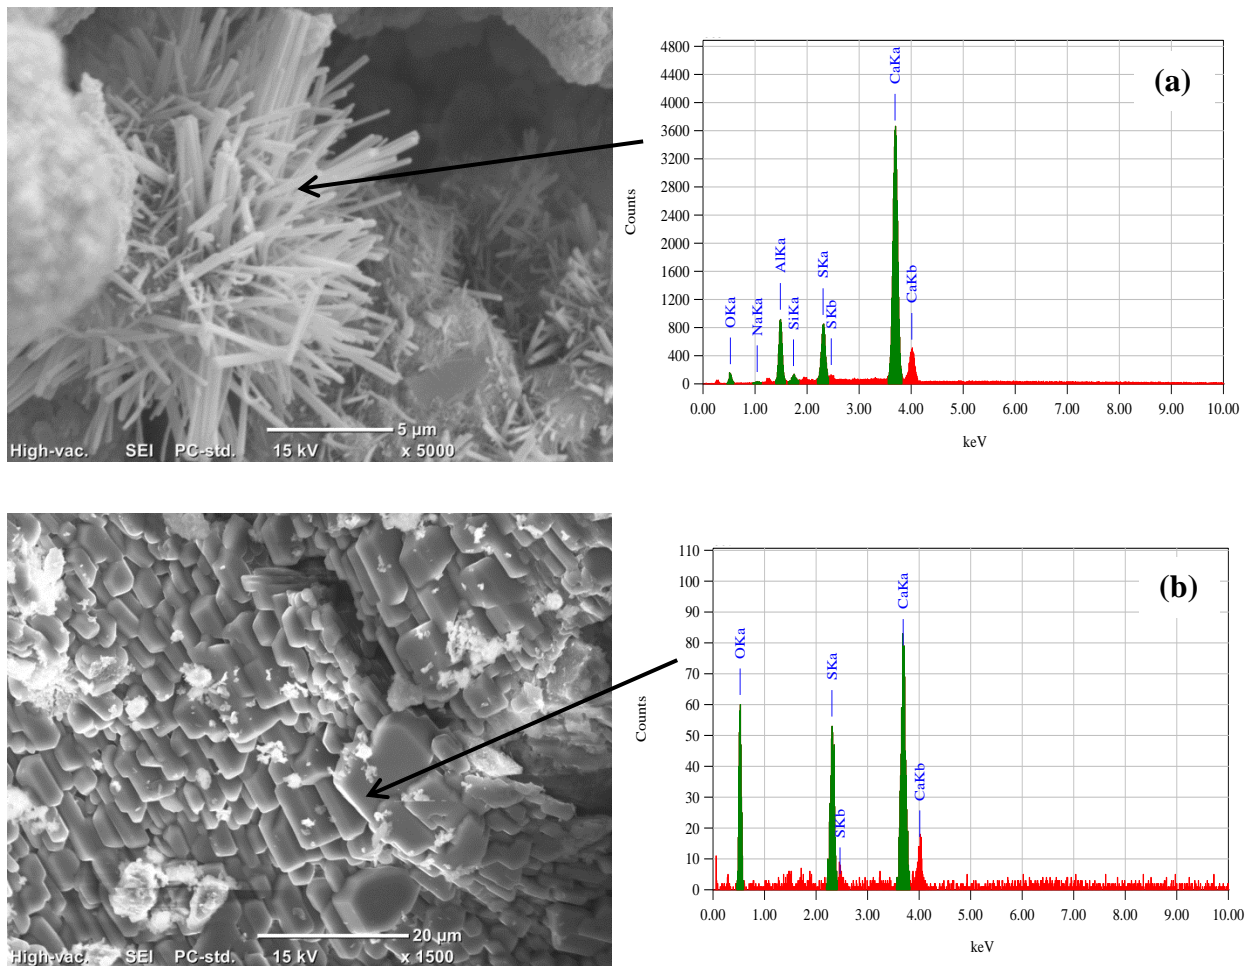 5 µm
High-vac. SEI PC-std. 15 kV x 5000
(a)
4800
4400
4000
3600
3200
2800
2400
2000
1600
1200
800
400
0
Counts
OKa
NaKa
AlKa
SiKa
SKa
SKb
CaKa
CaKb
0.00 1.00 2.00 3.00 4.00 5.00 6.00 7.00 8.00 9.00 10.00
keV
20 µm
High-vac. SEI PC-std. 15 kV x 1500
(b)
110
100
90
80
70
60
50
40
30
20
10
0
Counts
OKa
SKa
SKb
CaKa
CaKb
0.00 1.00 2.00 3.00 4.00 5.00 6.00 7.00 8.00 9.00 10.00
keV